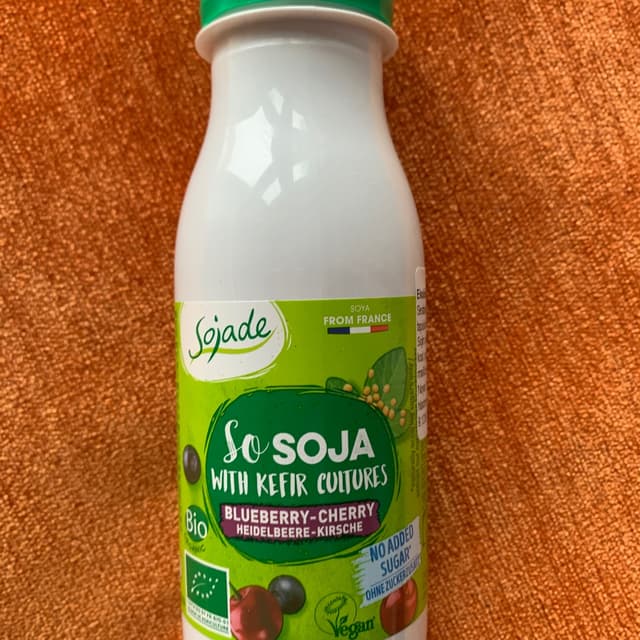 Sojade
SOYA
FROM FRANCE
So SOJA
WITH KEFIR CULTURES
BLUEBERRY-CHERRY
HEIDELBEERE-KIRSCHE
Bio
NO ADDED
SUGAR*
OHNE ZUCKERZUSATZ*
Vegan